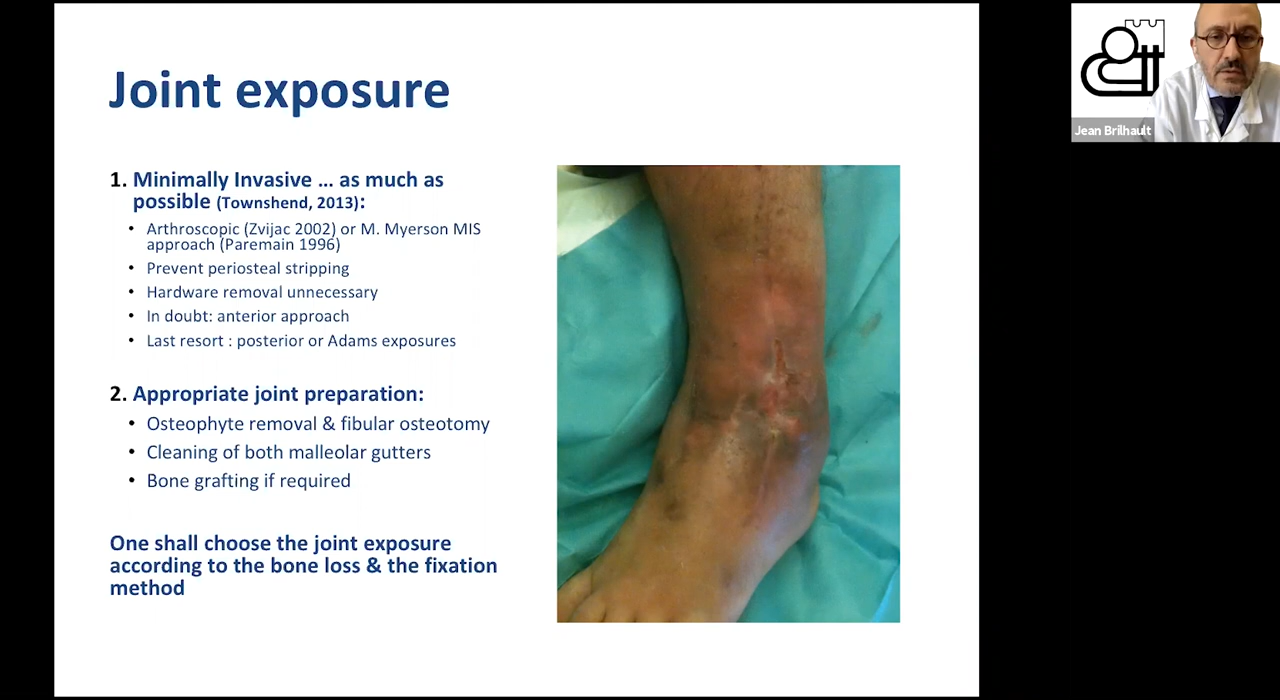 Joint exposure
1. Minimally Invasive ... as much as
possible (Townshend, 2013):
• Arthroscopic (Zvijac 2002) or M. Myerson MIS
approach (Paremain 1996)
• Prevent periosteal stripping
• Hardware removal unnecessary
• In doubt: anterior approach
• Last resort : posterior or Adams exposures
2. Appropriate joint preparation:
• Osteophyte removal & fibular osteotomy
• Cleaning of both malleolar gutters
• Bone grafting if required
One shall choose the joint exposure
according to the bone loss & the fixation
method
Jean Brilhault